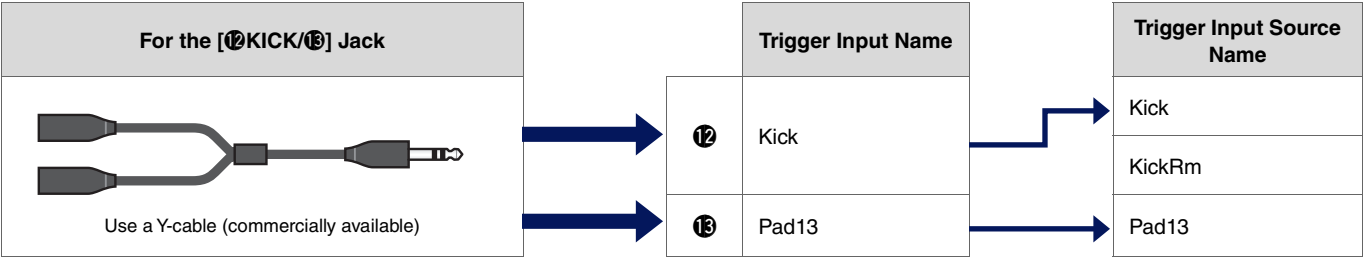 For the [⓬KICK/⓭] Jack
Trigger Input Name
Trigger Input Source
Name
Use a Y-cable (commercially available)
⓬
Kick
Kick
KickRm
⓭
Pad13
Pad13